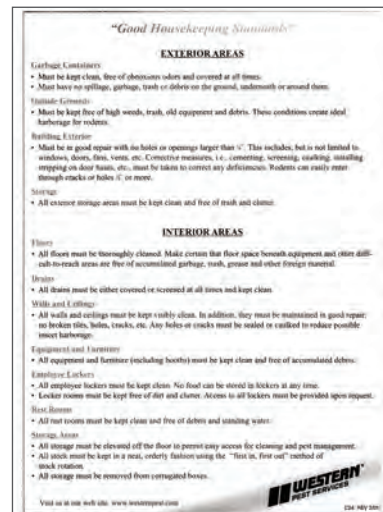 "Good Housekeeping Standards"
EXTERIOR AREAS
Garbage Containers
• Must be kept clean, free of obnoxious odors and covered at all times.
• Must have no spillage, garbage, trash or debris on the ground, underneath or around them.
Outside Grounds
• Must be kept free of high weeds, trash, old equipment and debris. These conditions create ideal
harborage for rodents.
Building Exterior
• Must be in good repair with no holes or openings larger than ¼". This includes, but is not limited to
windows, doors, fans, vents, etc. Corrective measures, i.e., cementing, screening, caulking, installing
stripping on door bases, etc., must be taken to correct any deficiencies. Rodents can easily enter
through cracks or holes ¼" or more.
Storage
• All exterior storage areas must be kept clean and free of trash and clutter.
INTERIOR AREAS
Floors
• All floors must be thoroughly cleaned. Make certain that floor space beneath equipment and other diffi-
cult-to-reach areas are free of accumulated garbage, trash, grease and other foreign material.
Drains
• All drains must be either covered or screened at all times and kept clean.
Walls and Ceilings
• All walls and ceilings must be kept visibly clean. In addition, they must be maintained in good repair;
no broken tiles, holes, cracks, etc. Any holes or cracks must be sealed or caulked to reduce possible
insect harborage.
Equipment and Furniture
• All equipment and furniture (including booths) must be kept clean and free of accumulated debris.
Employee Lockers
• All employee lockers must be kept clean. No food can be stored in lockers at any time.
• Locker rooms must be kept free of dirt and clutter. Access to all lockers must be provided upon request.
Rest Rooms
• All rest rooms must be kept clean and free of debris and standing water.
Storage Areas
• All storage must be elevated off the floor to permit easy access for cleaning and pest management.
• All stock must be kept in a neat, orderly fashion using the "first in, first out" method of
stock rotation.
• All storage must be removed from corrugated boxes.
WESTERN
PEST SERVICES
Visit us at our web site. www.westernpest.com